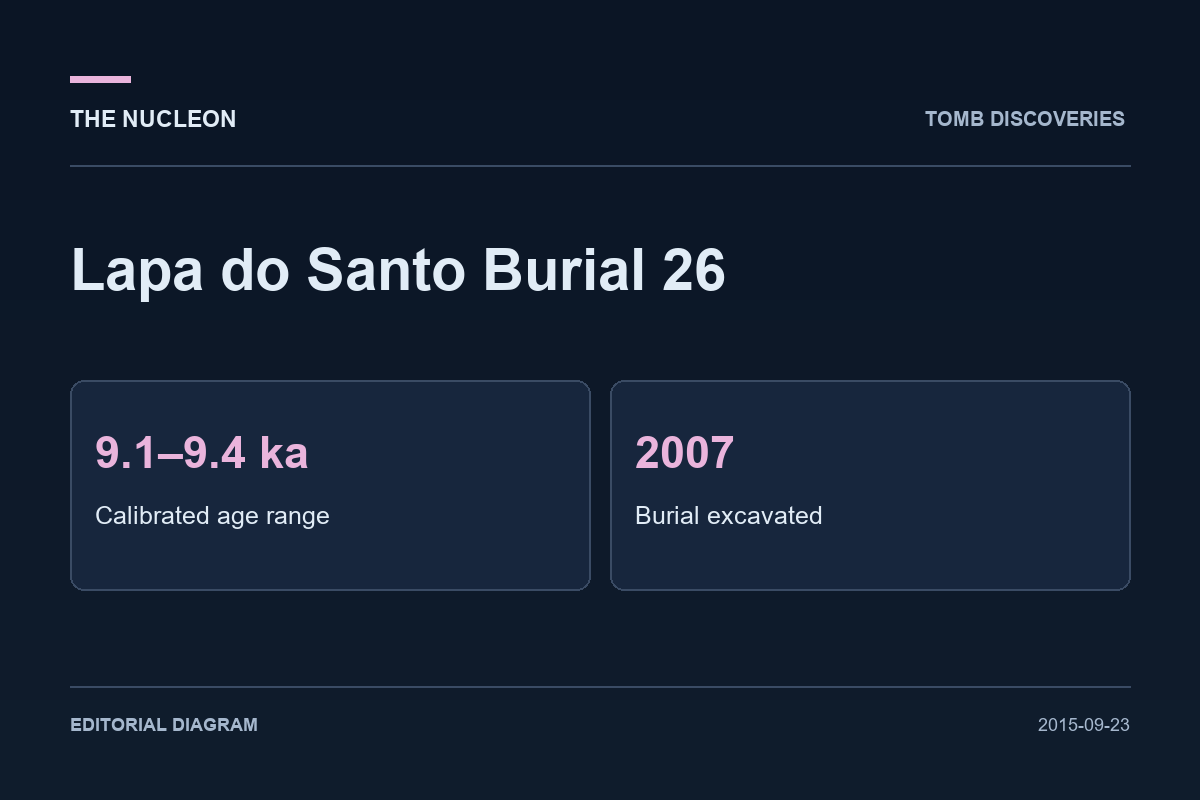 THE NUCLEON
TOMB DISCOVERIES
Lapa do Santo Burial 26
9.1–9.4 ka
Calibrated age range
2007
Burial excavated
EDITORIAL DIAGRAM
2015-09-23